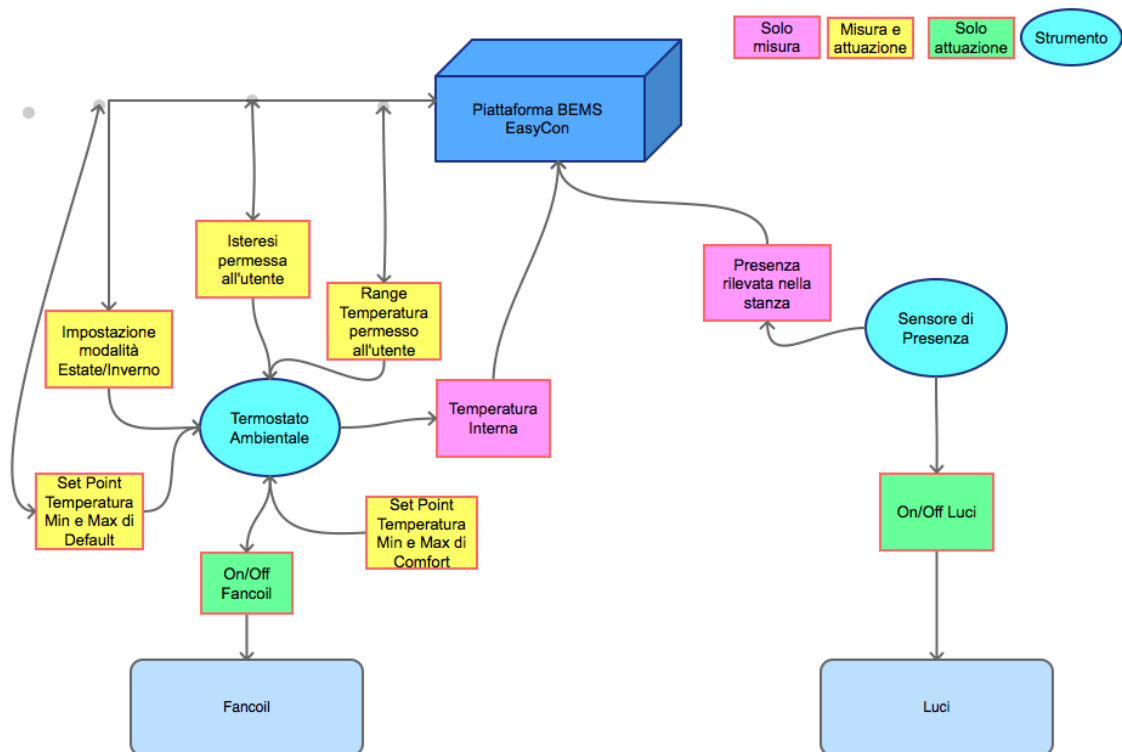 Solo
misura
Misura e
attuazione
Solo
attuazione
Strumento
Piattaforma BEMS
EasyCon
Isteresi
permessa
all'utente
Range
Temperatura
permesso
all'utente
Presenza
rilevata nella
stanza
Impostazione
modalità
Estate/Inverno
Sensore di
Presenza
Termostato
Ambientale
Temperatura
Interna
Set Point
Temperatura
Min e Max di
Default
Set Point
Temperatura
Min e Max di
Comfort
On/Off Luci
On/Off
Fancoil
Fancoil
Luci